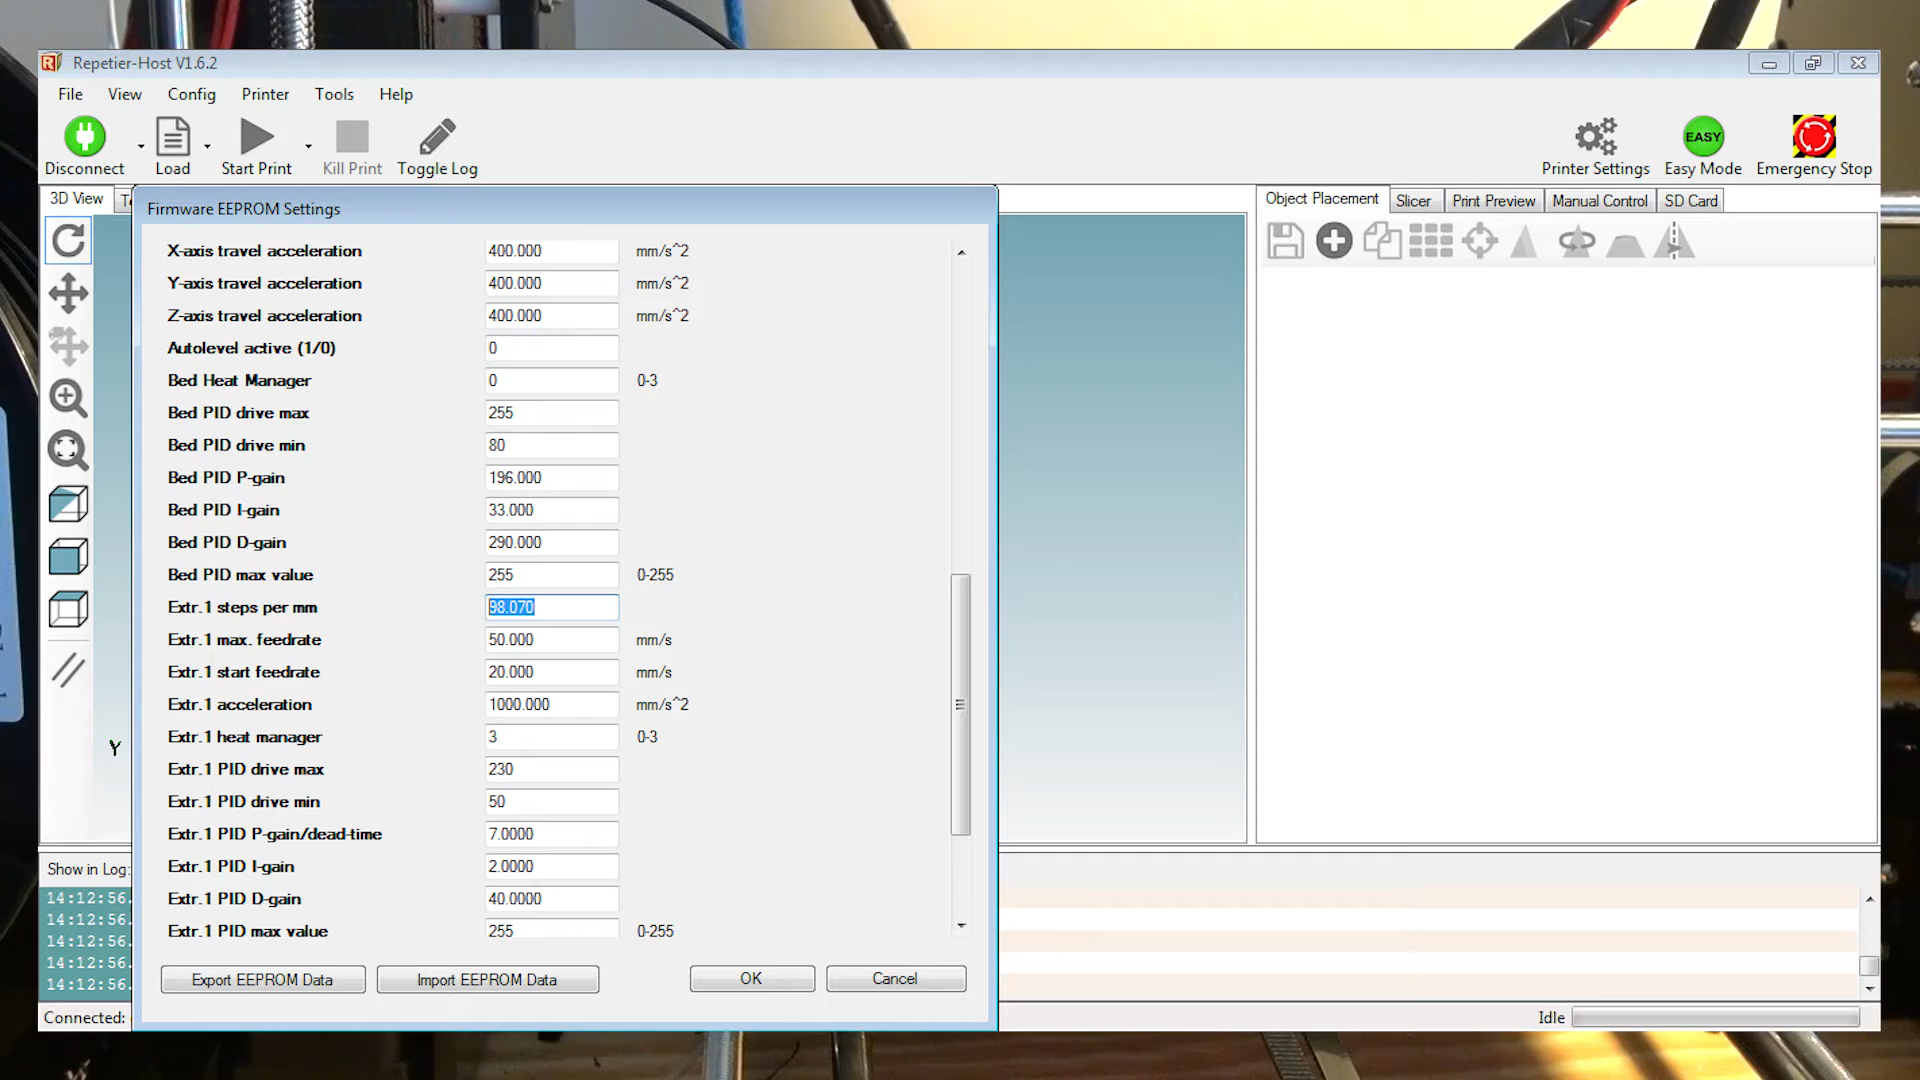 Repetier-Host V1.6.2
File View Config Printer Tools Help
Disconnect Load Start Print Kill Print Toggle Log Printer Settings EASY Easy Mode Emergency Stop
3D View
Object Placement Slicer Print Preview Manual Control SD Card
Firmware EEPROM Settings
X-axis travel acceleration 400.000 mm/s^2
Y-axis travel acceleration 400.000 mm/s^2
Z-axis travel acceleration 400.000 mm/s^2
Autolevel active (1/0) 0
Bed Heat Manager 0 0-3
Bed PID drive max 255
Bed PID drive min 80
Bed PID P-gain 196.000
Bed PID I-gain 33.000
Bed PID D-gain 290.000
Bed PID max value 255 0-255
Extr.1 steps per mm 98.070
Extr.1 max. feedrate 50.000 mm/s
Extr.1 start feedrate 20.000 mm/s
Extr.1 acceleration 1000.000 mm/s^2
Extr.1 heat manager 3 0-3
Y
Extr.1 PID drive max 230
Extr.1 PID drive min 50
Extr.1 PID P-gain/dead-time 7.0000
Extr.1 PID I-gain 2.0000
Extr.1 PID D-gain 40.0000
Extr.1 PID max value 255 0-255
Show in Log:
14:12:56.
14:12:56.
14:12:56.
14:12:56.
14:12:56.
Export EEPROM Data Import EEPROM Data OK Cancel
Connected: Idle